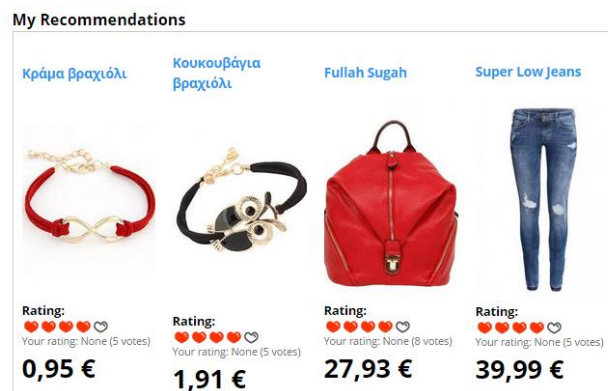 My Recommendations
Κράμα βραχιόλι
Rating:
Your rating: None (5 votes)
0,95 €
Κουκουβάγια
βραχιόλι
Rating:
Your rating: None (5 votes)
1,91 €
Fullah Sugah
Rating:
Your rating: None (8 votes)
27,93 €
Super Low Jeans
Rating:
Your rating: None (5 votes)
39,99 €